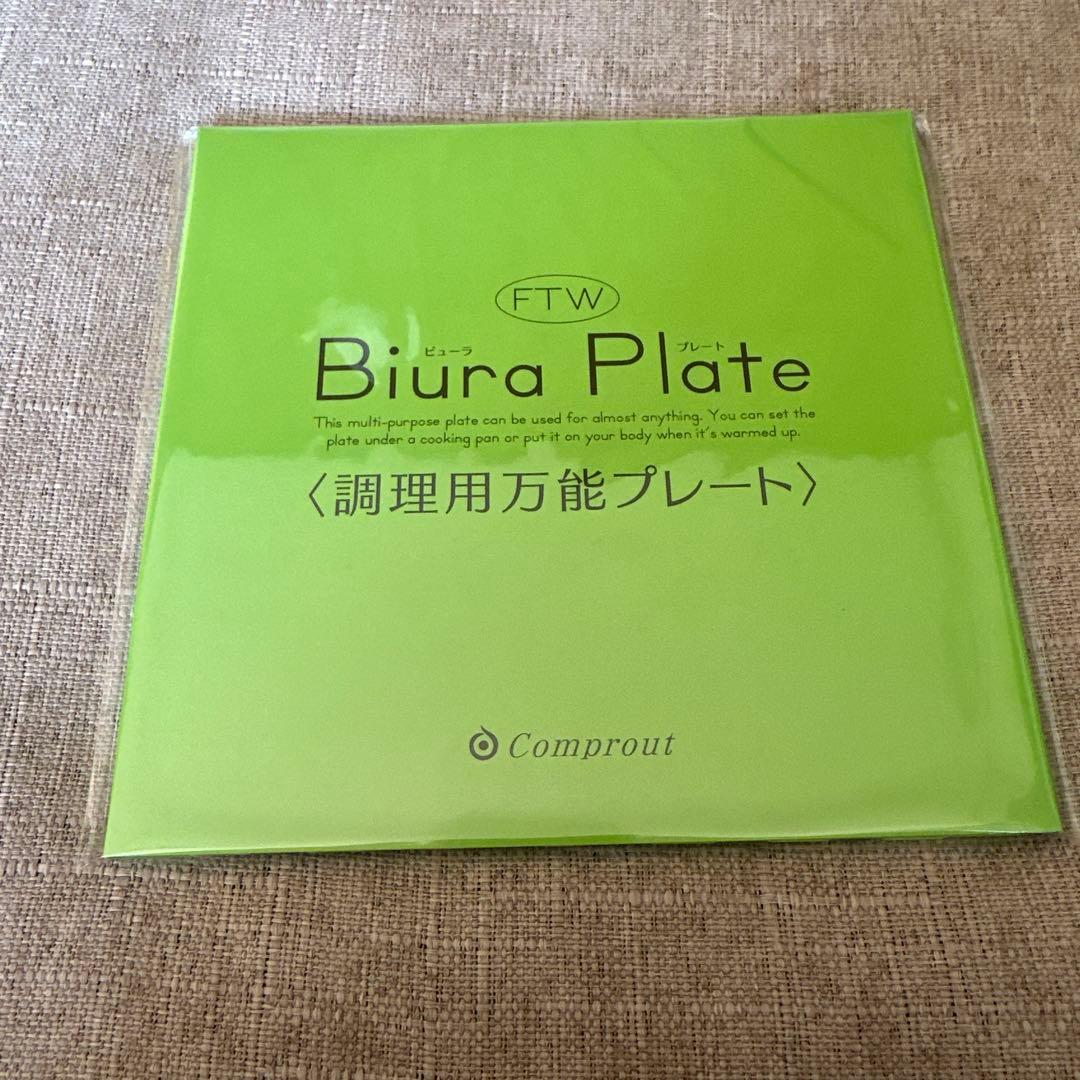 FTW
ビューラ プレート
Biura Plate
This multi-purpose plate can be used for almost anything. You can set the
plate under a cooking pan or put it on your body when it's warmed up.
〈調理用万能プレート〉
Comprout